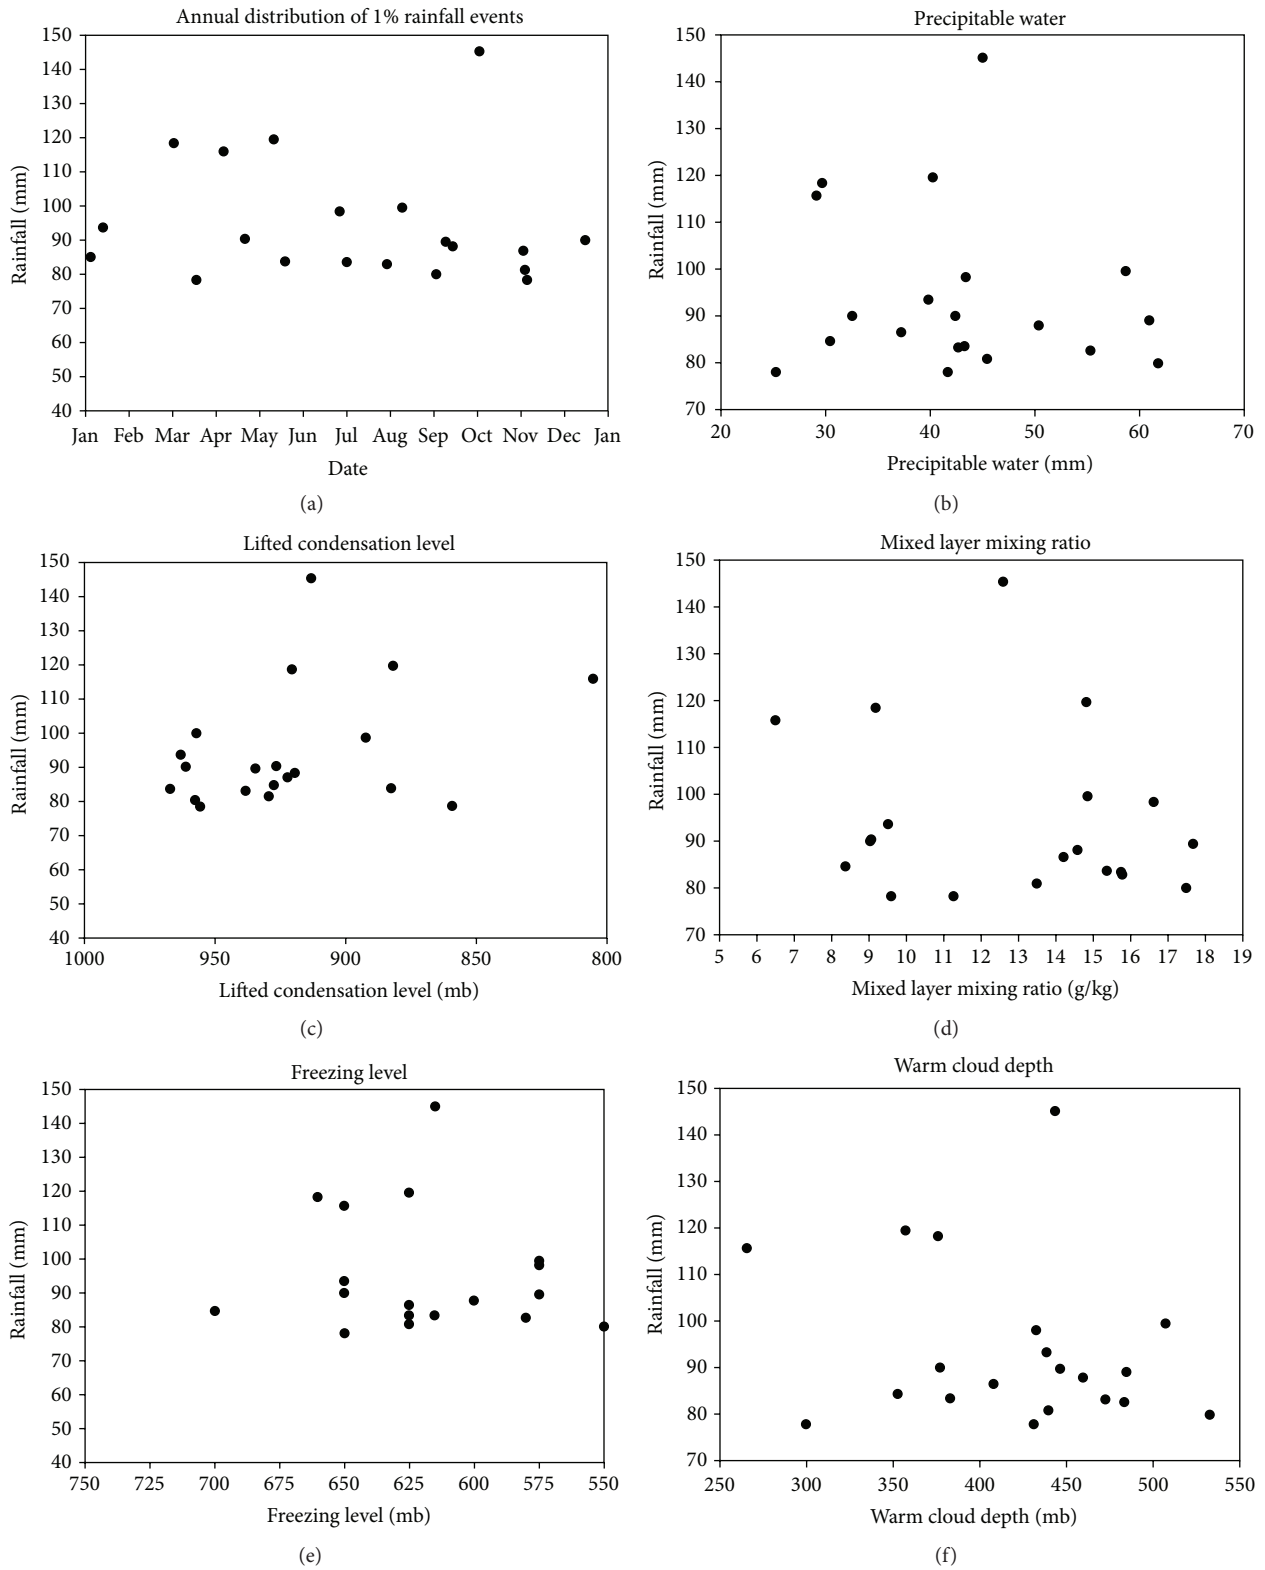 Annual distribution of 1% rainfall events
150
140
130
120
110
100
90
80
70
60
50
40
Rainfall (mm)
Jan Feb Mar Apr May Jun Jul Aug Sep Oct Nov Dec Jan
Date
(a)
Precipitable water
150
140
130
120
110
100
90
80
70
Rainfall (mm)
20 30 40 50 60 70
Precipitable water (mm)
(b)
Lifted condensation level
150
140
130
120
110
100
90
80
70
60
50
40
Rainfall (mm)
1000 950 900 850 800
Lifted condensation level (mb)
(c)
Mixed layer mixing ratio
150
140
130
120
110
100
90
80
70
Rainfall (mm)
5 6 7 8 9 10 11 12 13 14 15 16 17 18 19
Mixed layer mixing ratio (g/kg)
(d)
Freezing level
150
140
130
120
110
100
90
80
70
60
50
40
Rainfall (mm)
750 725 700 675 650 625 600 575 550
Freezing level (mb)
(e)
Warm cloud depth
150
140
130
120
110
100
90
80
70
Rainfall (mm)
250 300 350 400 450 500 550
Warm cloud depth (mb)
(f)